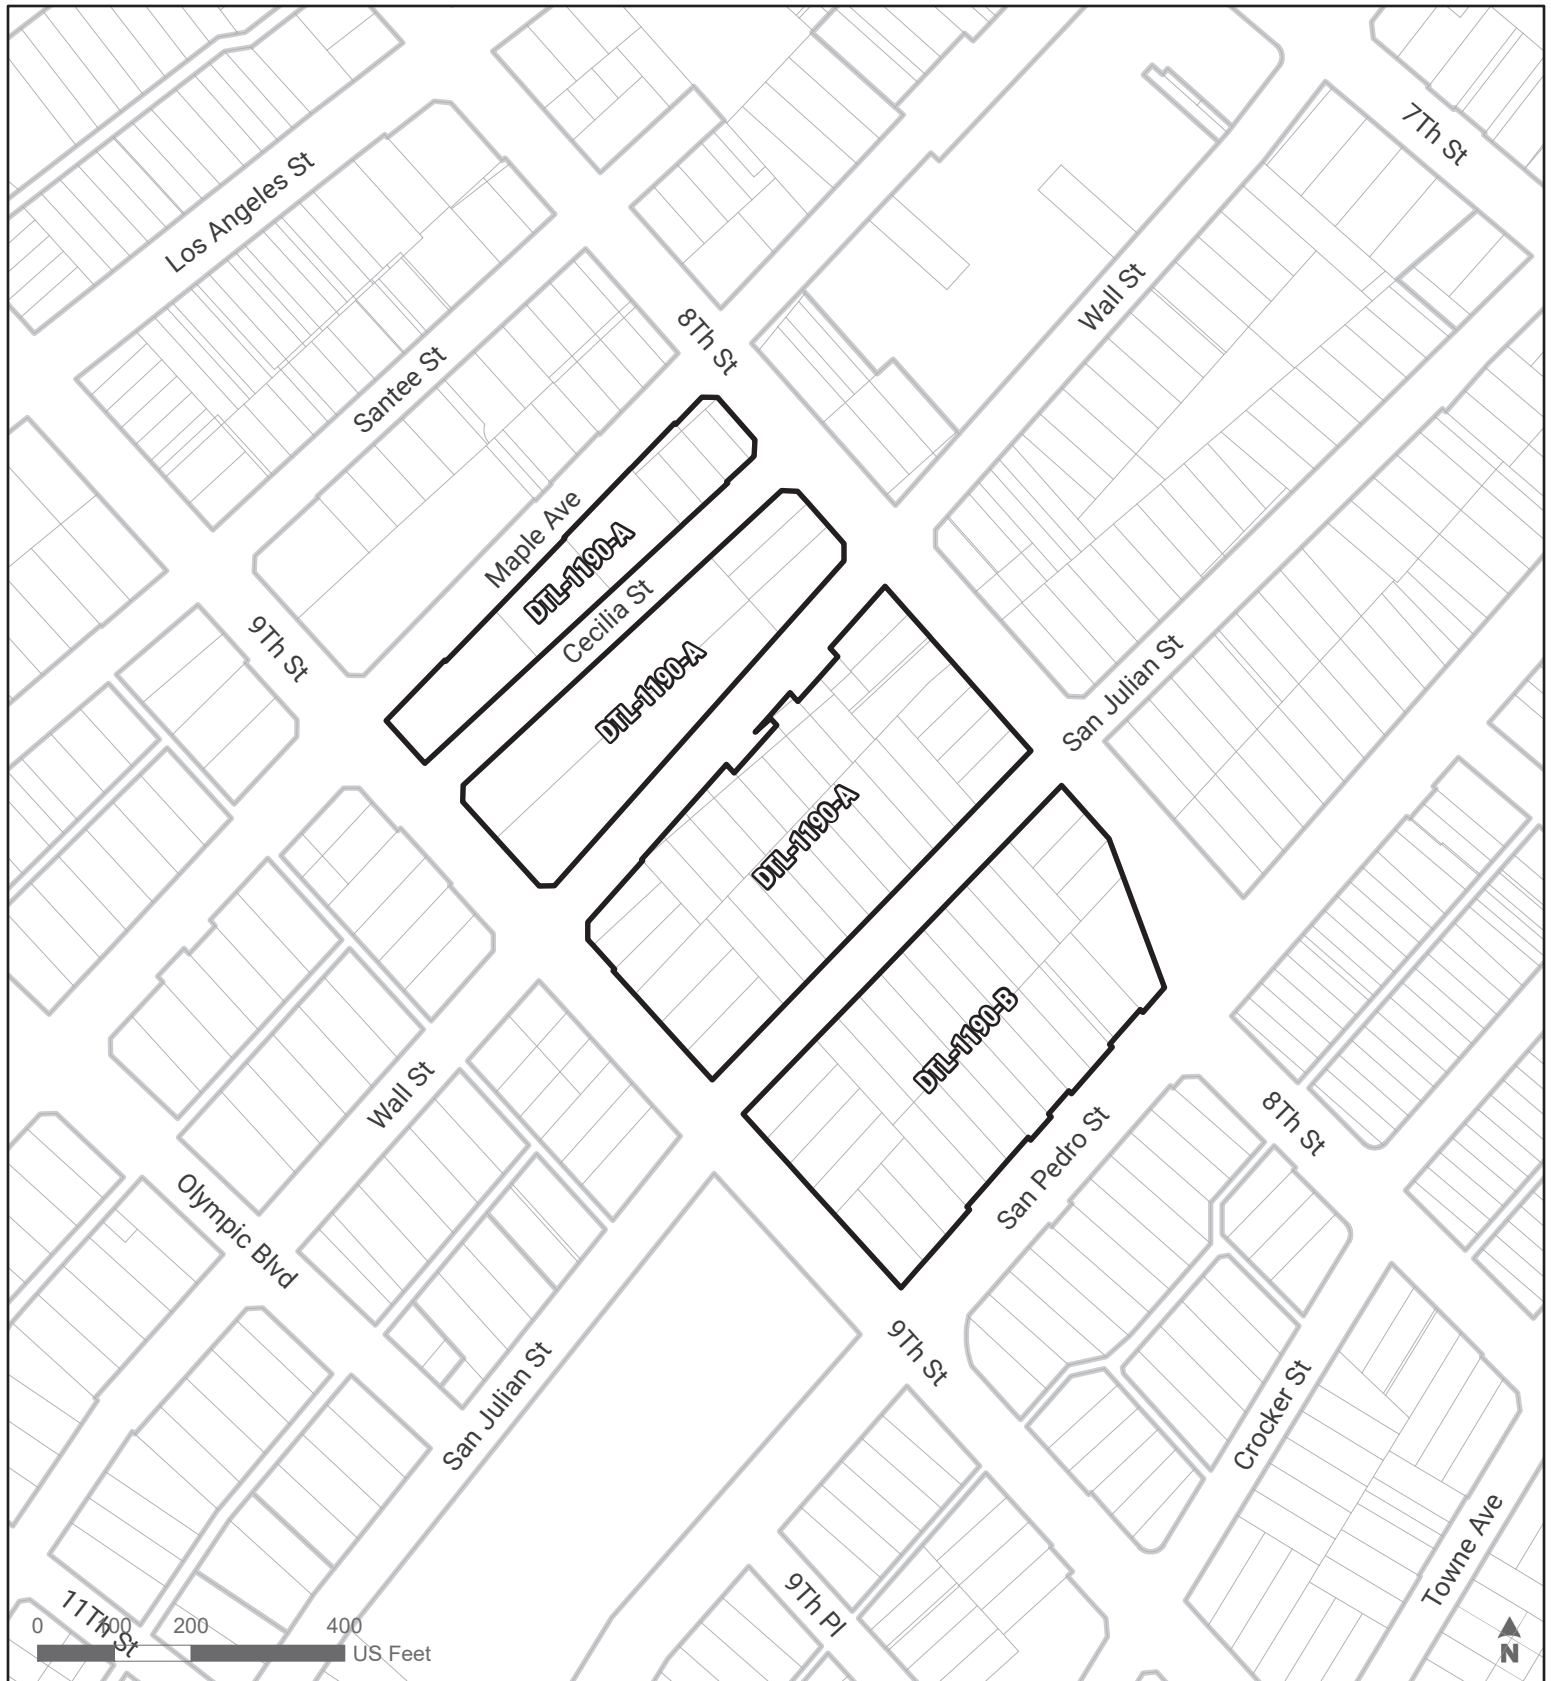 7Th St
Los Angeles St
Wall St
8Th St
Santee St
Maple Ave
DTL-1190-A
Cecilia St
9Th St
DTL-1190-A
San Julian St
DTL-1190-A
DTL-1190-B
Wall St
8Th St
San Pedro St
Olympic Blvd
9Th St
San Julian St
Crocker St
Towne Ave
9Th Pl
11Th St
0 100 200 400
US Feet
N